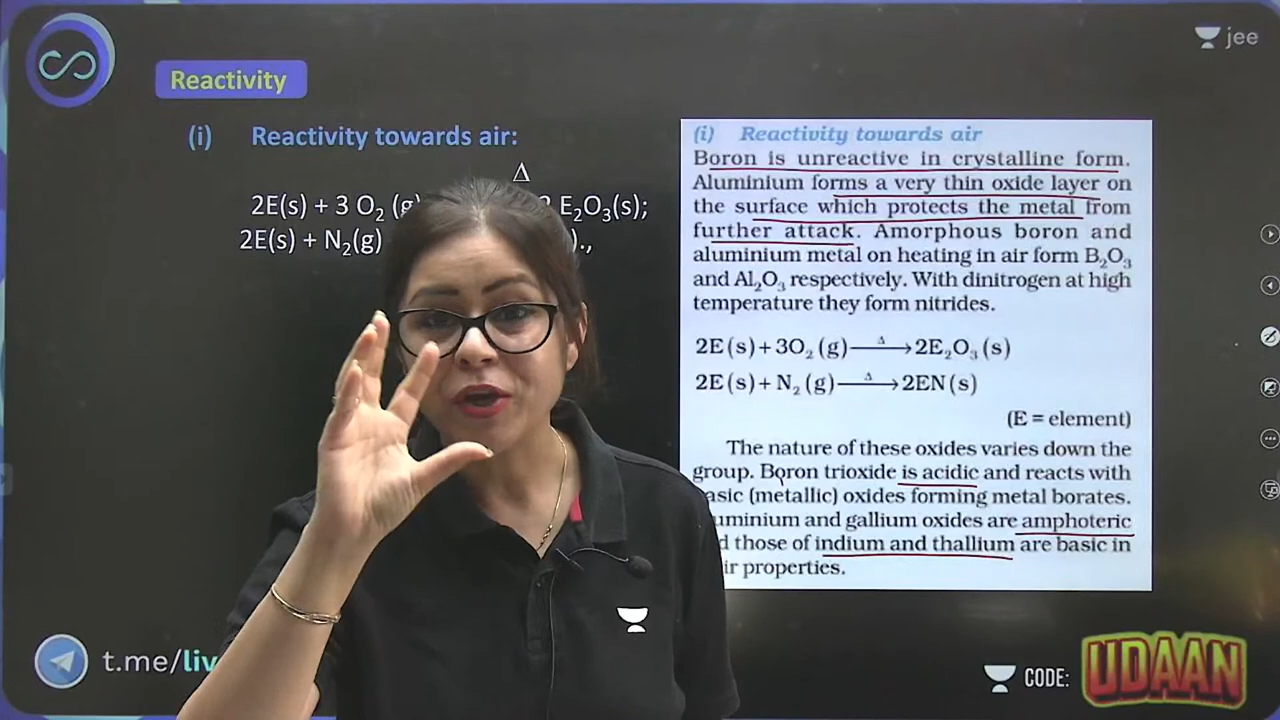 jee
Reactivity
(i) Reactivity towards air:
Δ
2E(s) + 3 O₂ (g) E₂O₃(s);
2E(s) + N₂(g) ).,
(i) Reactivity towards air
Boron is unreactive in crystalline form.
Aluminium forms a very thin oxide layer on
the surface which protects the metal from
further attack. Amorphous boron and
aluminium metal on heating in air form B₂O₃
and Al₂O₃ respectively. With dinitrogen at high
temperature they form nitrides.
2E(s)+3O₂(g) —Δ→ 2E₂O₃(s)
2E(s)+N₂(g) —Δ→ 2EN(s)
(E = element)
The nature of these oxides varies down the
group. Boron trioxide is acidic and reacts with
asic (metallic) oxides forming metal borates.
uminium and gallium oxides are amphoteric
d those of indium and thallium are basic in
ir properties.
t.me/liv
CODE: UDAAN